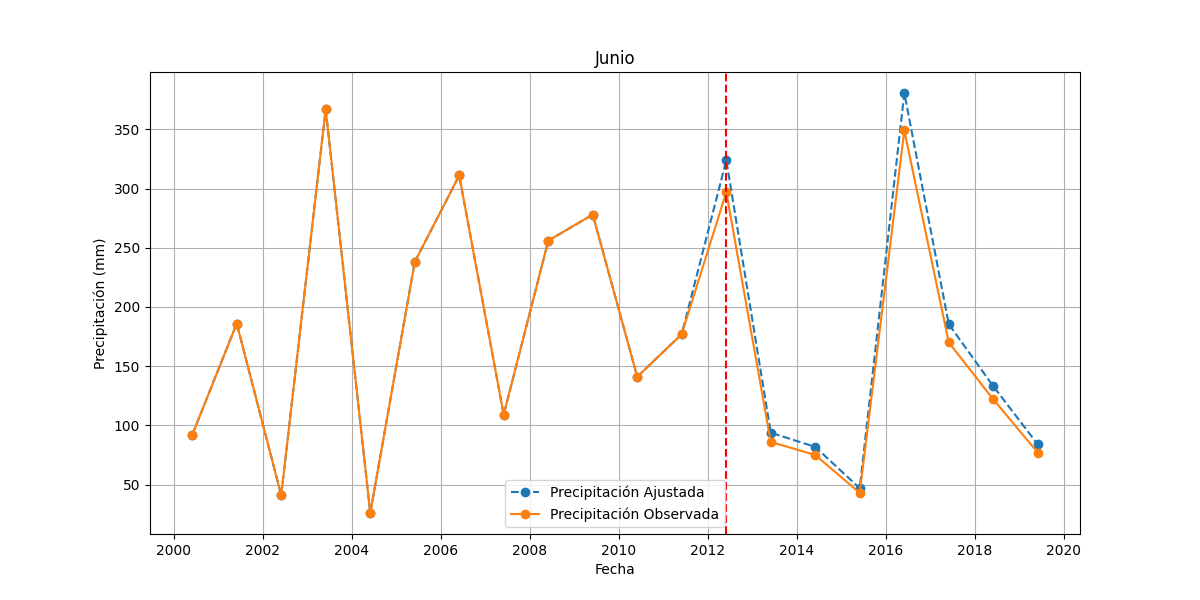 Junio
Precipitación (mm)
350
300
250
200
150
100
50
Precipitación Ajustada
Precipitación Observada
2000 2002 2004 2006 2008 2010 2012 2014 2016 2018 2020
Fecha